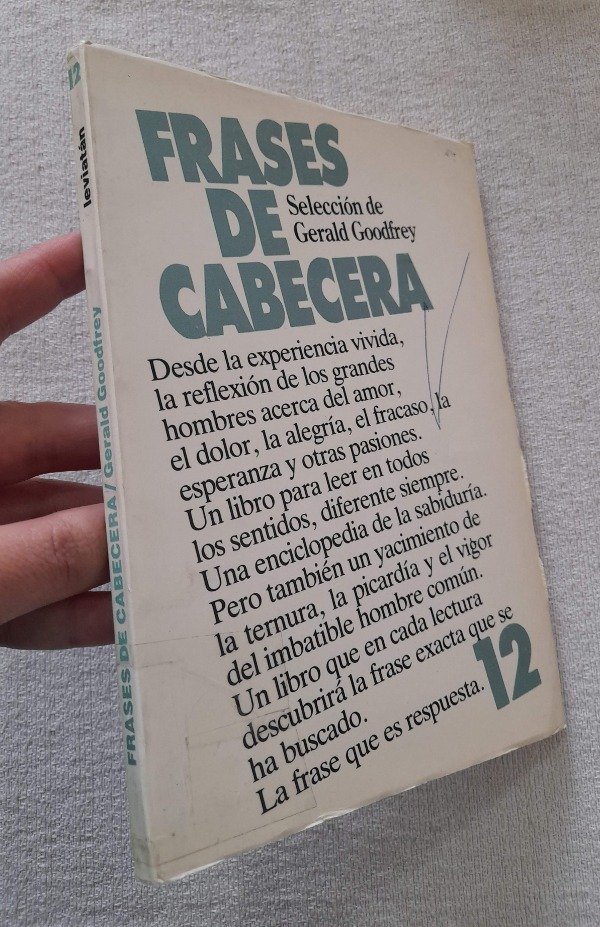 FRASES
DE
CABECERA
Selección de
Gerald Goodfrey
Desde la experiencia vivida,
la reflexión de los grandes
hombres acerca del amor,
el dolor, la alegría, el fracaso, la
esperanza y otras pasiones.
Un libro para leer en todos
los sentidos, diferente siempre.
Una enciclopedia de la sabiduría.
Pero también un yacimiento de
la ternura, la picardía y el vigor
del imbatible hombre común.
Un libro que en cada lectura
descubrirá la frase exacta que se
ha buscado.
La frase que es respuesta.
12
12
leviatán
FRASES DE CABECERA / Gerald Goodfrey